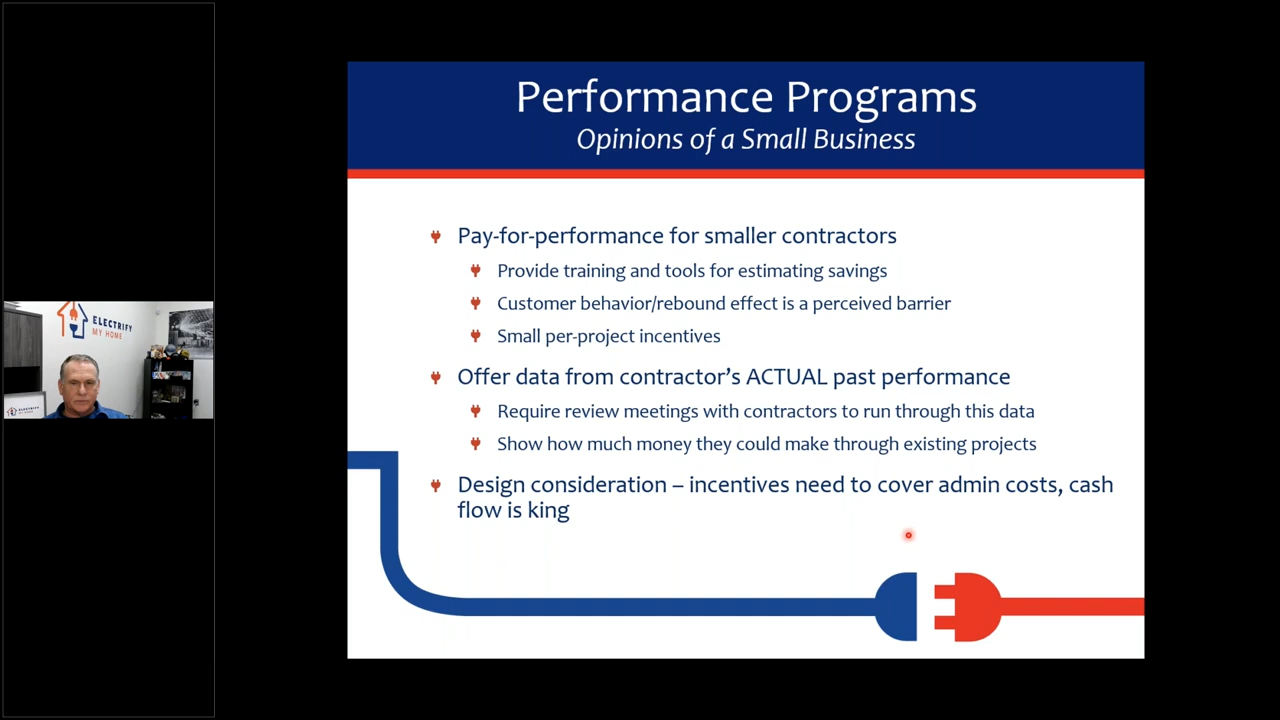 Performance Programs
Opinions of a Small Business
Pay-for-performance for smaller contractors
Provide training and tools for estimating savings
Customer behavior/rebound effect is a perceived barrier
Small per-project incentives
Offer data from contractor's ACTUAL past performance
Require review meetings with contractors to run through this data
Show how much money they could make through existing projects
Design consideration – incentives need to cover admin costs, cash
flow is king
ELECTRIFY
MY HOME
ELECTRIFY